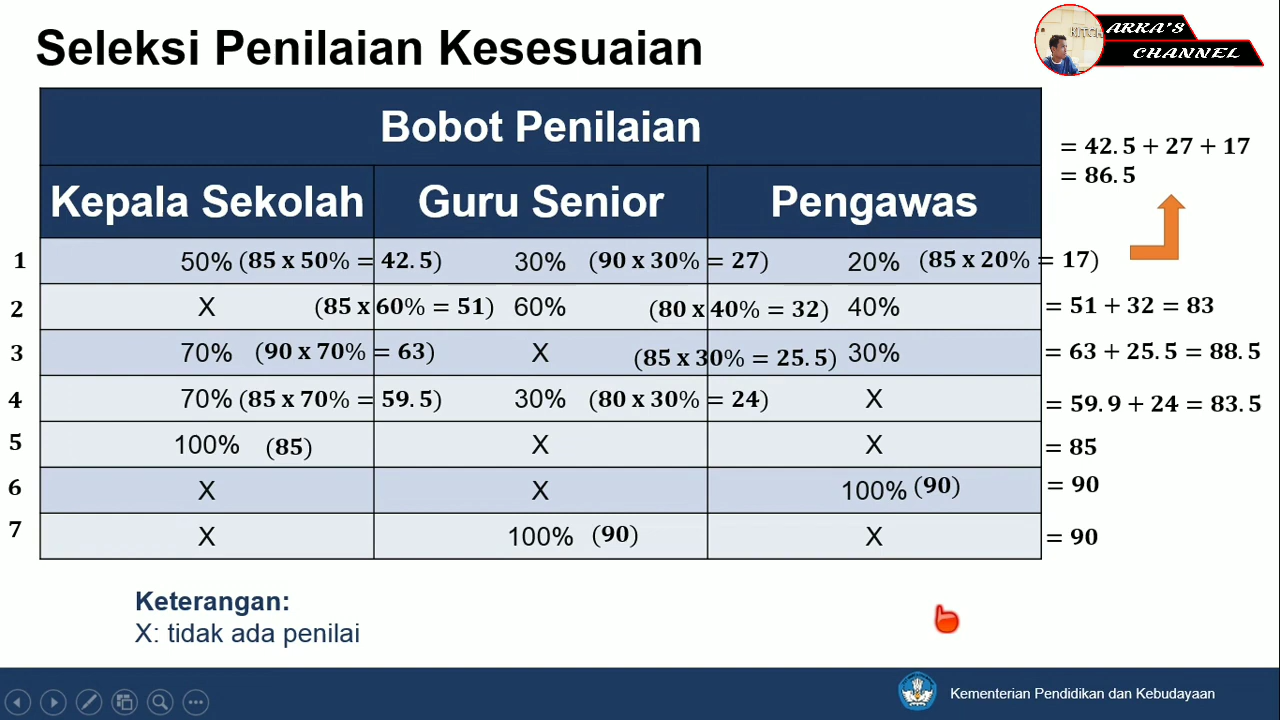 Seleksi Penilaian Kesesuaian
ARKA'S
CHANNEL
Bobot Penilaian
= 42.5 + 27 + 17
= 86.5
Kepala Sekolah Guru Senior Pengawas
1 50% (85 x 50% = 42.5) 30% (90 x 30% = 27) 20% (85 x 20% = 17)
2 X (85 x 60% = 51) 60% (80 x 40% = 32) 40% = 51 + 32 = 83
3 70% (90 x 70% = 63) X (85 x 30% = 25.5) 30% = 63 + 25.5 = 88.5
4 70% (85 x 70% = 59.5) 30% (80 x 30% = 24) X = 59.9 + 24 = 83.5
5 100% (85) X X = 85
6 X X 100% (90) = 90
7 X 100% (90) X = 90
Keterangan:
X: tidak ada penilai
Kementerian Pendidikan dan Kebudayaan